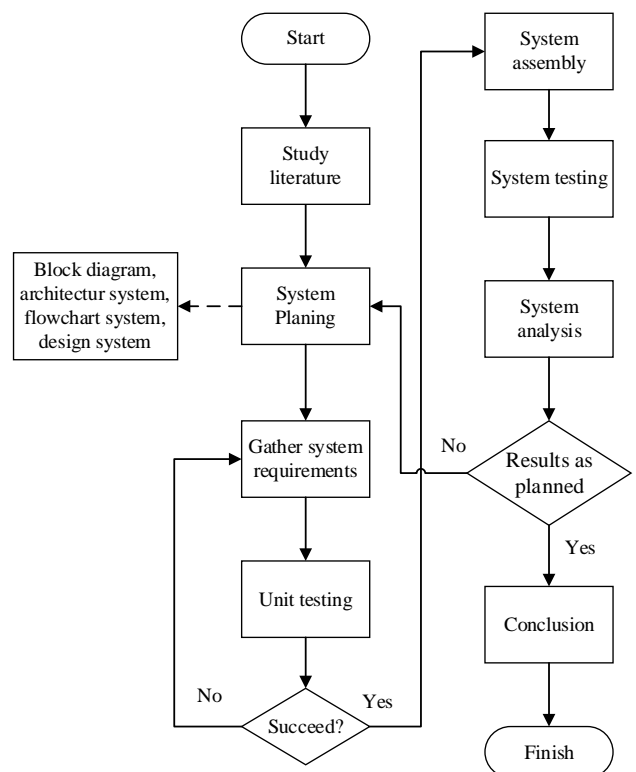 Start
Study
literature
System
Planing
Block diagram,
architectur system,
flowchart system,
design system
Gather system
requirements
Unit testing
Succeed?
No
Yes
System
assembly
System testing
System
analysis
Results as
planned
No
Yes
Conclusion
Finish